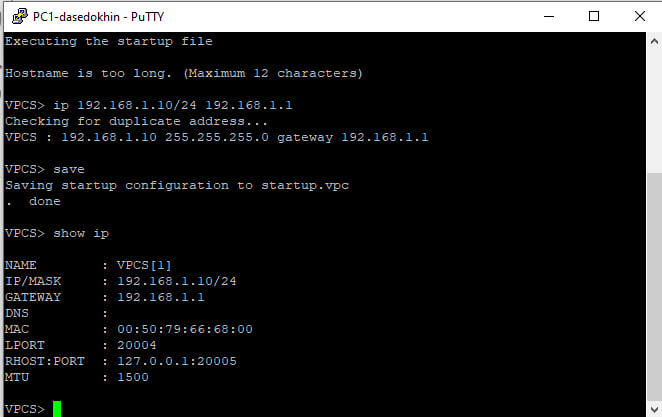 PC1-dasedokhin - PuTTY
Executing the startup file
Hostname is too long. (Maximum 12 characters)
VPCS> ip 192.168.1.10/24 192.168.1.1
Checking for duplicate address...
VPCS : 192.168.1.10 255.255.255.0 gateway 192.168.1.1
VPCS> save
Saving startup configuration to startup.vpc
.  done
VPCS> show ip
NAME        : VPCS[1]
IP/MASK     : 192.168.1.10/24
GATEWAY     : 192.168.1.1
DNS         :
MAC         : 00:50:79:66:68:00
LPORT       : 20004
RHOST:PORT  : 127.0.0.1:20005
MTU         : 1500
VPCS>